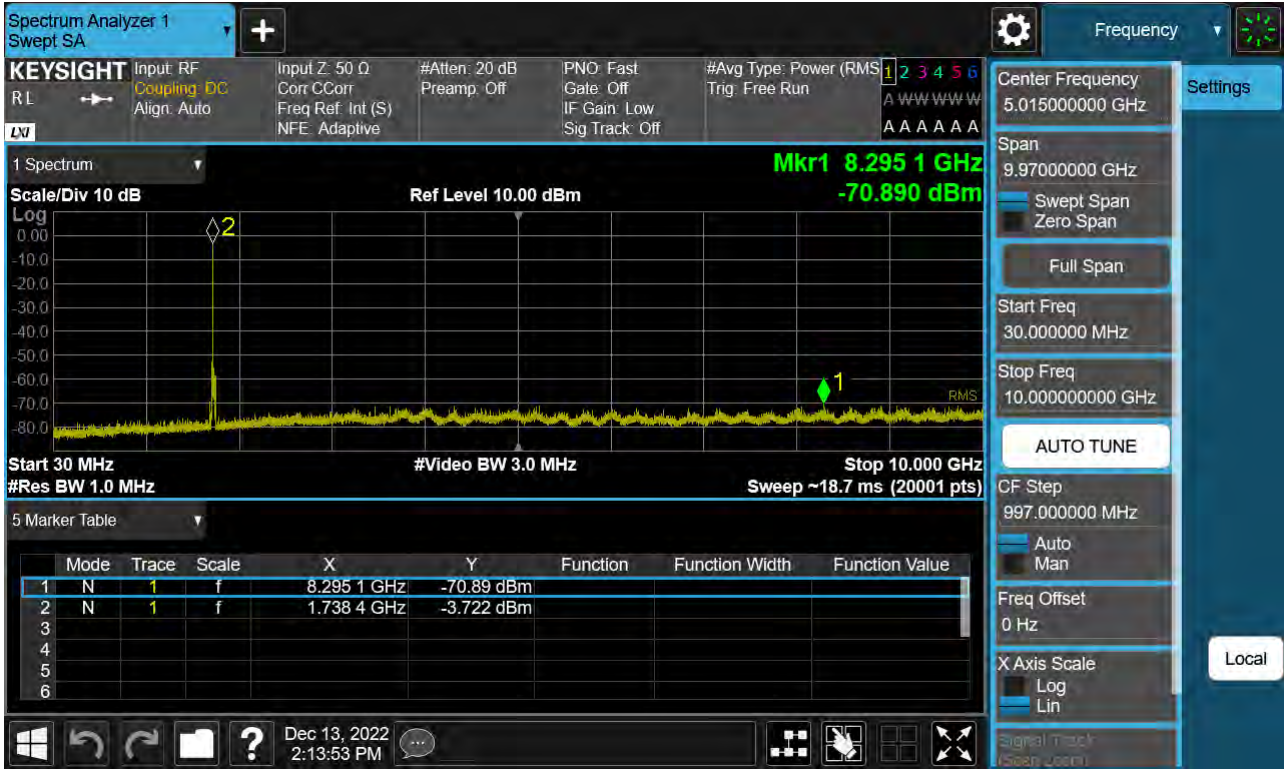 Spectrum Analyzer 1
Swept SA
Frequency
KEYSIGHT
RL
LXI
Input: RF
Coupling: DC
Align: Auto
Input Z: 50 Ω
Corr CCorr
Freq Ref: Int (S)
NFE: Adaptive
#Atten: 20 dB
Preamp: Off
PNO: Fast
Gate: Off
IF Gain: Low
Sig Track: Off
#Avg Type: Power (RMS
Trig: Free Run
1 2 3 4 5 6
A W W W W W
A A A A A A
1 Spectrum
Scale/Div 10 dB
Ref Level 10.00 dBm
Mkr1 8.295 1 GHz
-70.890 dBm
Log
0.00
-10.0
-20.0
-30.0
-40.0
-50.0
-60.0
-70.0
-80.0
2
1
RMS
Start 30 MHz
#Video BW 3.0 MHz
Stop 10.000 GHz
#Res BW 1.0 MHz
Sweep ~18.7 ms (20001 pts)
5 Marker Table
Mode Trace Scale X Y Function Function Width Function Value
1 N 1 f 8.295 1 GHz -70.89 dBm
2 N 1 f 1.738 4 GHz -3.722 dBm
3
4
5
6
Dec 13, 2022
2:13:53 PM
Center Frequency
5.015000000 GHz
Span
9.97000000 GHz
Swept Span
Zero Span
Full Span
Start Freq
30.000000 MHz
Stop Freq
10.000000000 GHz
AUTO TUNE
CF Step
997.000000 MHz
Auto
Man
Freq Offset
0 Hz
X Axis Scale
Log
Lin
Signal Track
(Span Zoom)
Settings
Local